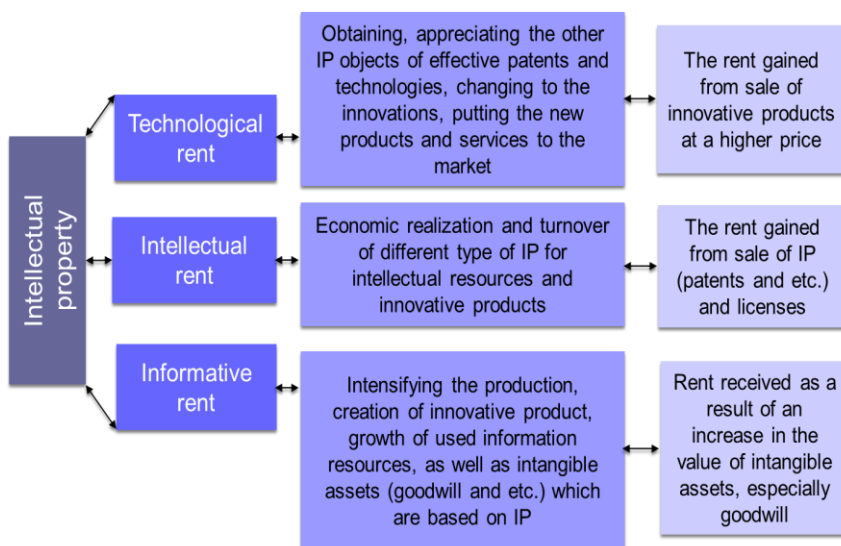 Intellectual
property
Technological
rent
Obtaining, appreciating the other
IP objects of effective patents and
technologies, changing to the
innovations, putting the new
products and services to the
market
The rent gained
from sale of
innovative products
at a higher price
Intellectual
rent
Economic realization and turnover
of different type of IP for
intellectual resources and
innovative products
The rent gained
from sale of IP
(patents and etc.)
and licenses
Informative
rent
Intensifying the production,
creation of innovative product,
growth of used information
resources, as well as intangible
assets (goodwill and etc.) which
are based on IP
Rent received as a
result of an
increase in the
value of intangible
assets, especially
goodwill